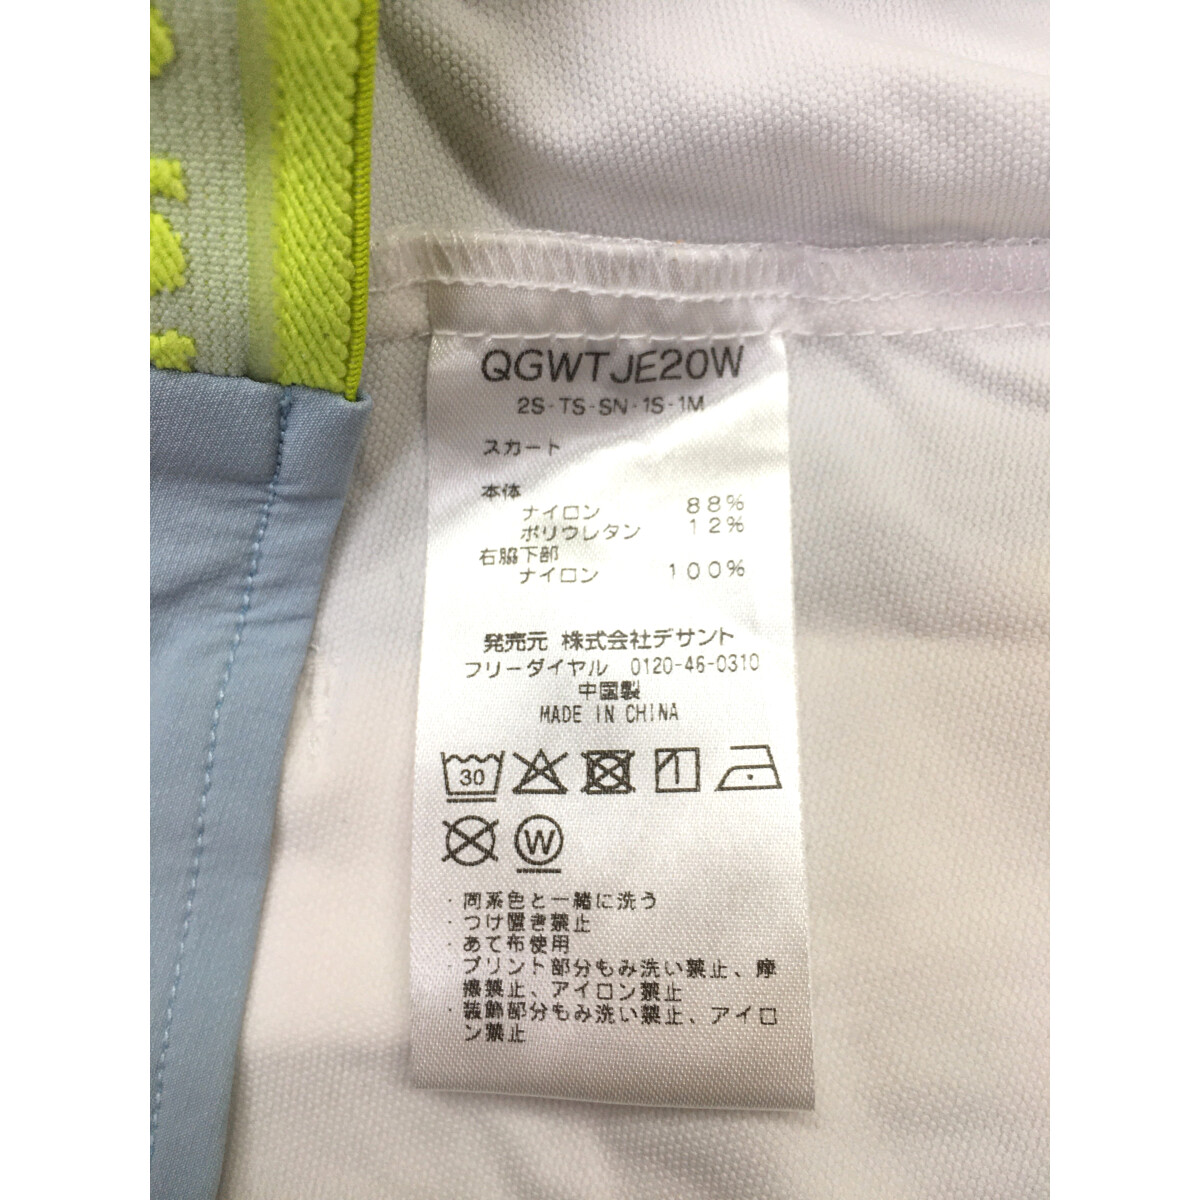 QGWTJE20W
2S-TS-SN-1S-1M
スカート
本体
ナイロン 88%
ポリウレタン 12%
右脇下部
ナイロン 100%
発売元 株式会社デサント
フリーダイヤル 0120-46-0310
中国製
MADE IN CHINA
30
W
・同系色と一緒に洗う
・つけ置き禁止
・あて布使用
・プリント部分もみ洗い禁止、摩
擦禁止、アイロン禁止
・装飾部分もみ洗い禁止、アイロ
ン禁止